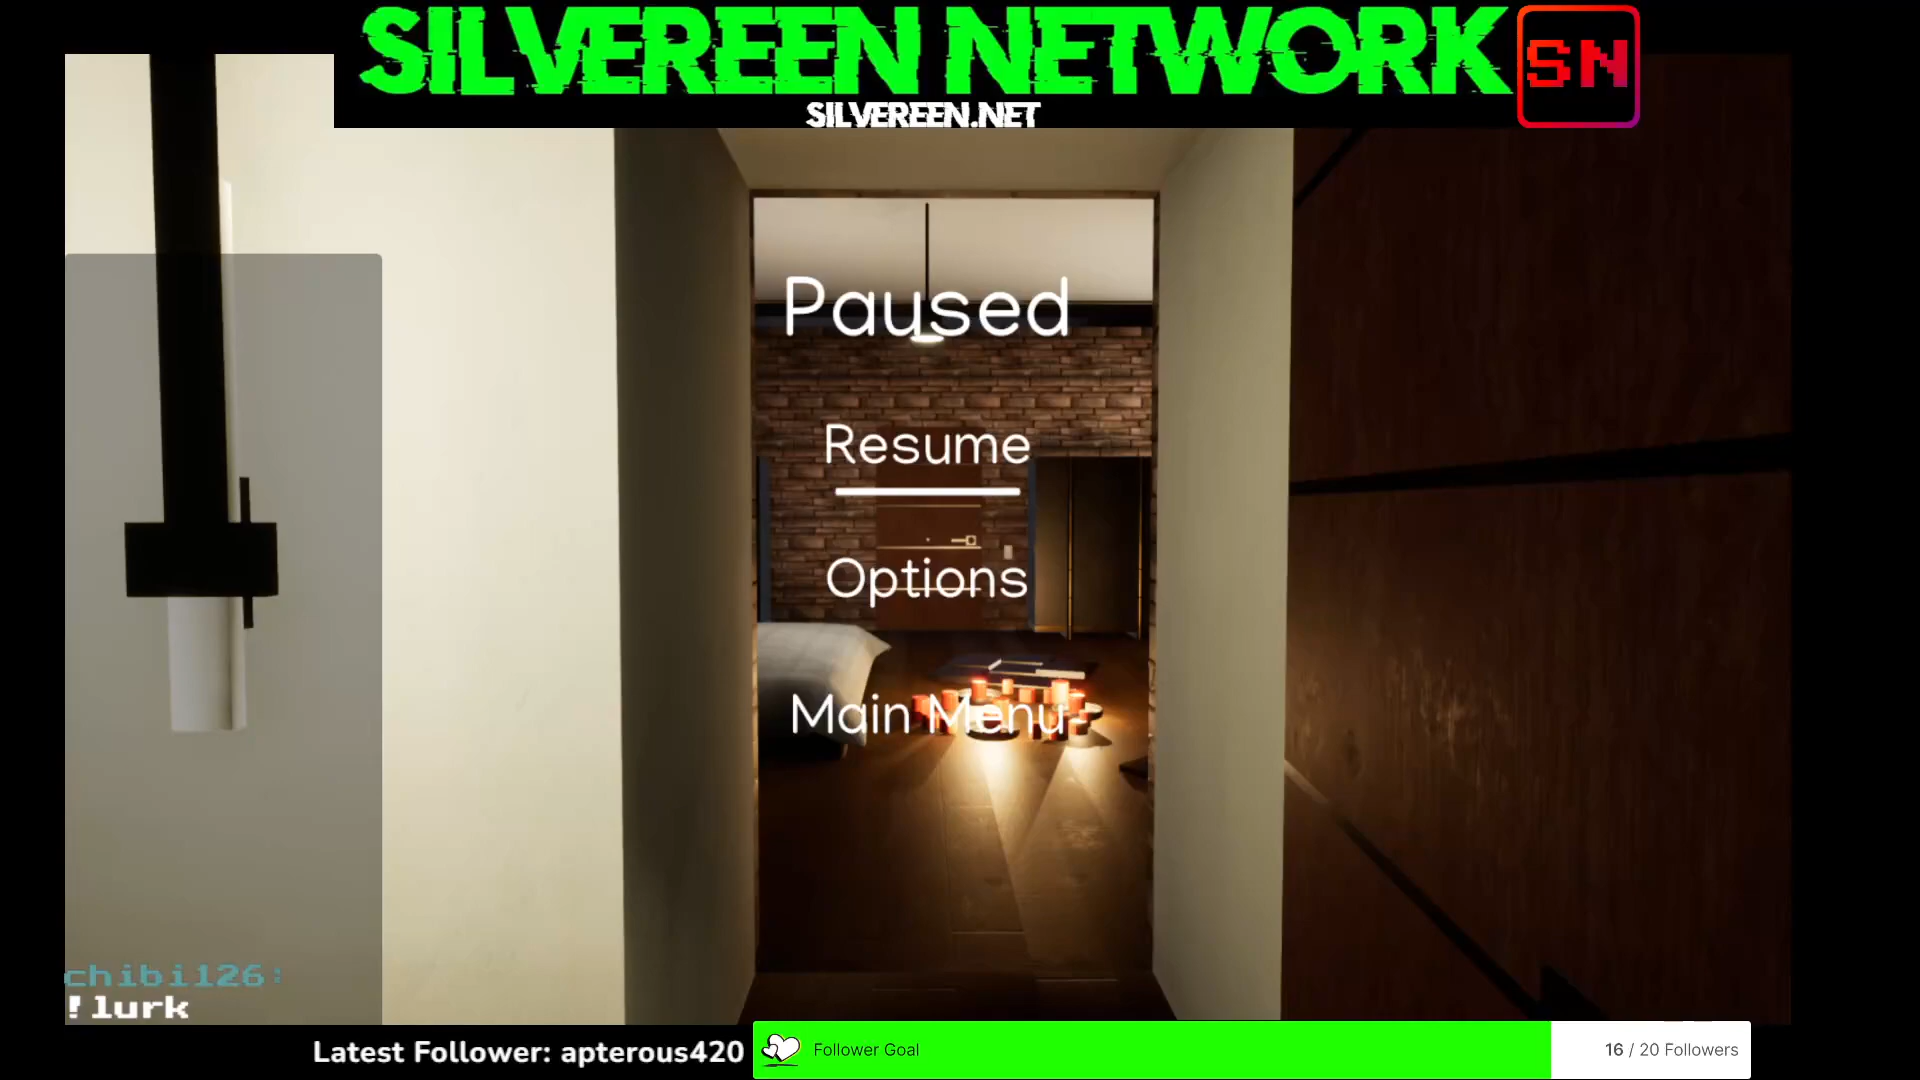 SILVEREEN NETWORK
SN
SILVEREEN.NET
Paused
Resume
Options
Main Menu
chibi126:
!lurk
Latest Follower: apterous420
Follower Goal
16 / 20 Followers